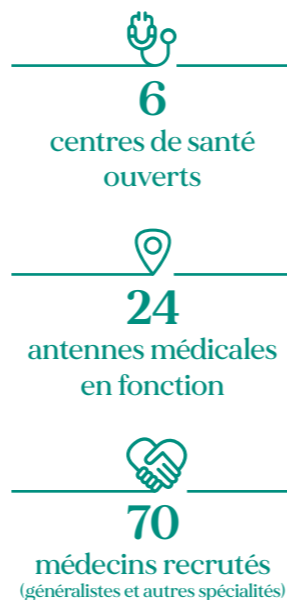 6
centres de santé
ouverts
24
antennes médicales
en fonction
70
médecins recrutés
(généralistes et autres spécialités)